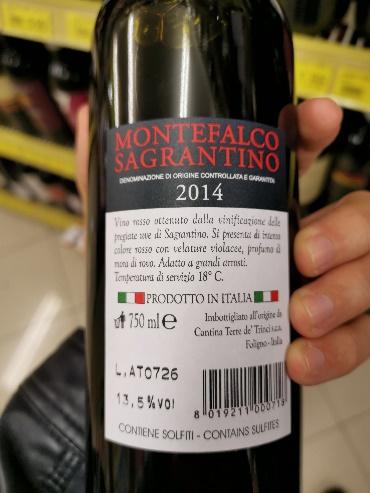 MONTEFALCO
SAGRANTINO
DENOMINAZIONE DI ORIGINE CONTROLLATA E GARANTITA
2014
Vino rosso ottenuto dalla vinificazione delle
pregiate uve di Sagrantino. Si presenta di intenso
colore rosso con velature violacee, profumo di
mora di rovo. Adatto a grandi arrosti.
Temperatura di servizio 18° C.
PRODOTTO IN ITALIA
750 ml e
Imbottigliato all'origine da
Cantina Terre de' Trinci s.c.a.
Foligno - Italia
L.AT0726
13,5%vol
8 019211 000719
CONTIENE SOLFITI - CONTAINS SULFITES